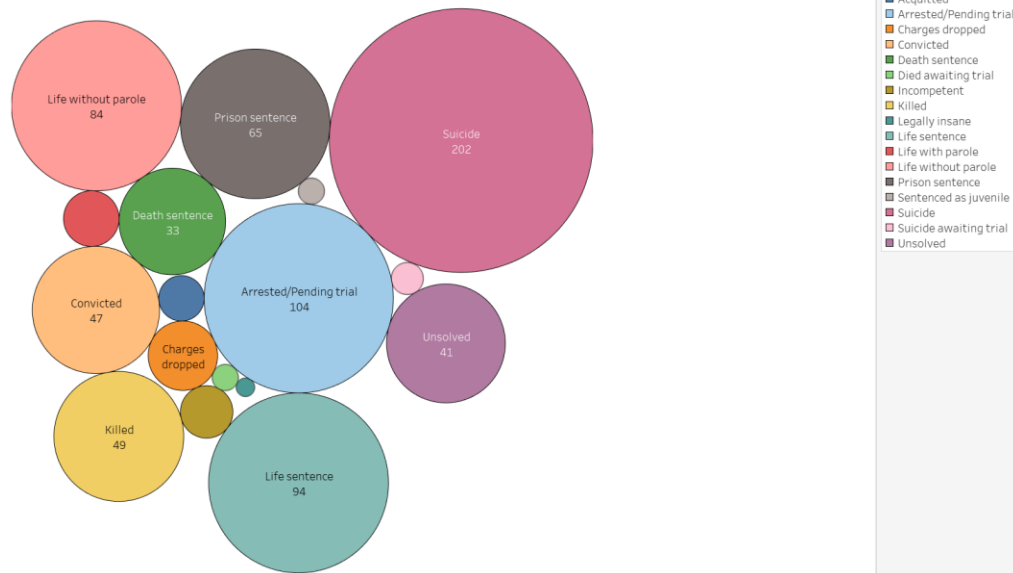 Life without parole
84
Prison sentence
65
Suicide
202
Death sentence
33
Convicted
47
Arrested/Pending trial
104
Charges
dropped
Unsolved
41
Killed
49
Life sentence
94
Acquitted
Arrested/Pending trial
Charges dropped
Convicted
Death sentence
Died awaiting trial
Incompetent
Killed
Legally insane
Life sentence
Life with parole
Life without parole
Prison sentence
Sentenced as juvenile
Suicide
Suicide awaiting trial
Unsolved